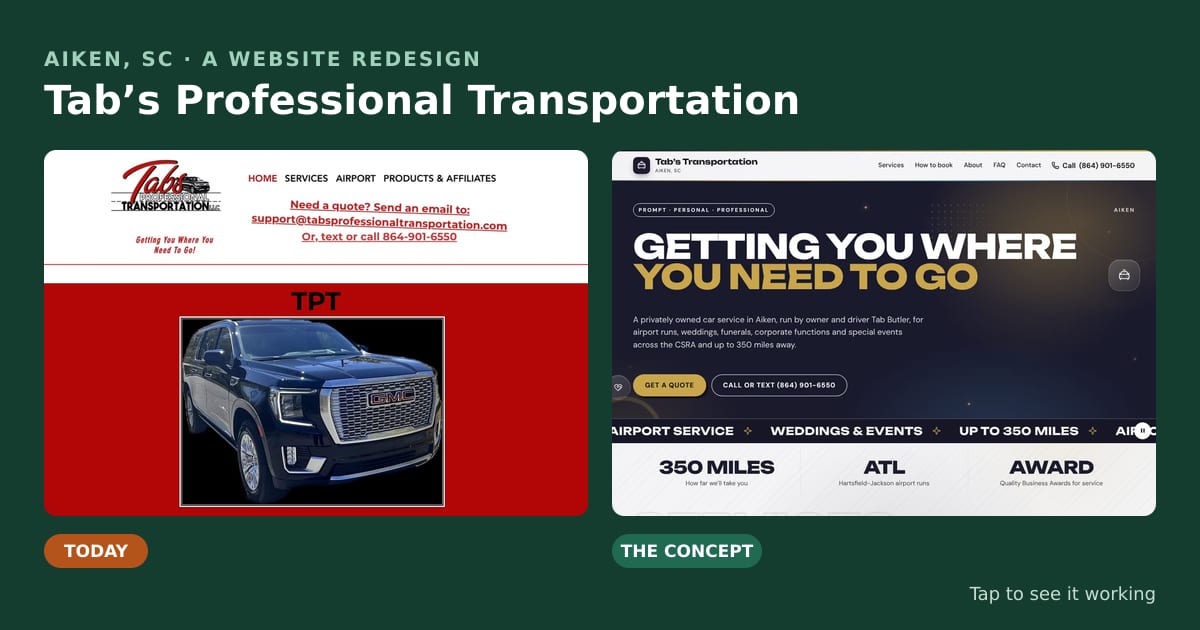 AIKEN, SC · A WEBSITE REDESIGN
Tab’s Professional Transportation
Tabs
PROFESSIONAL
TRANSPORTATION LLC
Getting You Where You
Need To Go!
HOME SERVICES AIRPORT PRODUCTS & AFFILIATES
Need a quote? Send an email to:
support@tabsprofessionaltransportation.com
Or, text or call 864-901-6550
TPT
GMC
TODAY
Tab's Transportation
AIKEN, SC
Services How to book About FAQ Contact Call (864) 901-6550
PROMPT · PERSONAL · PROFESSIONAL
AIKEN
GETTING YOU WHERE
YOU NEED TO GO
A privately owned car service in Aiken, run by owner and driver Tab Butler, for
airport runs, weddings, funerals, corporate functions and special events
across the CSRA and up to 350 miles away.
GET A QUOTE
CALL OR TEXT (864) 901-6550
AIRPORT SERVICE WEDDINGS & EVENTS UP TO 350 MILES
350 MILES
How far we'll take you
ATL
Hartsfield-Jackson airport runs
AWARD
Quality Business Awards for service
THE CONCEPT
Tap to see it working